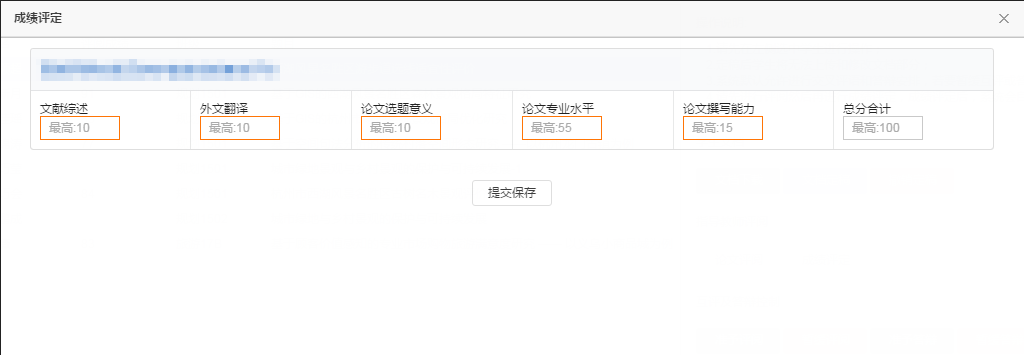 成绩评定
文献综述
最高:10
外文翻译
最高:10
论文选题意义
最高:10
论文专业水平
最高:55
论文撰写能力
最高:15
总分合计
最高:100
提交保存